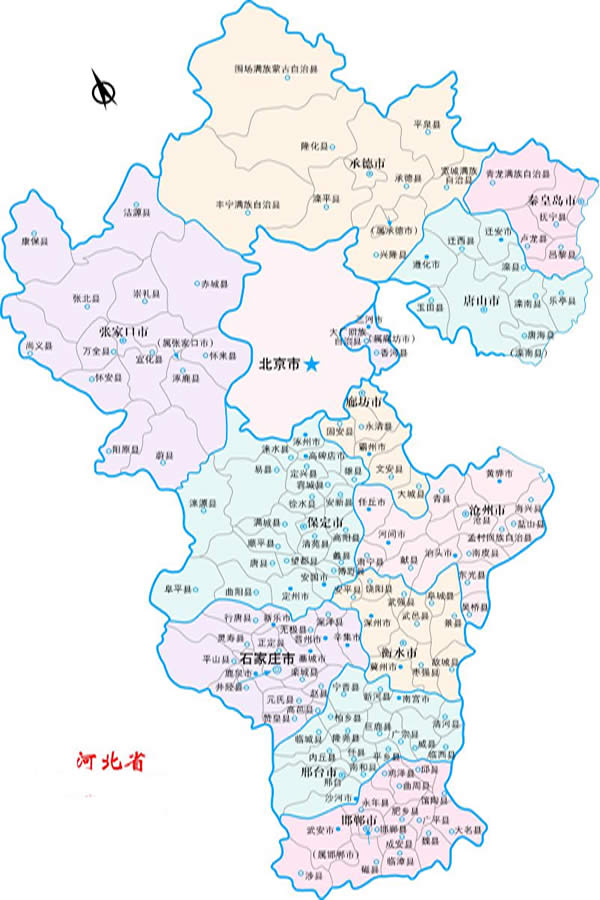 围场满族蒙古自治县
平泉县
隆化县
承德市
承德县
宽城满族
自治县
丰宁满族自治县
滦平县
(属承德市)
兴隆县
青龙满族自治县
秦皇岛市
抚宁县
卢龙县
昌黎县
迁西县
迁安市
遵化市
滦县
玉田县
唐山市
滦南县
乐亭县
唐海县
(滦南县)
沽源县
康保县
赤城县
张北县
崇礼县
张家口市
(属张家口市)
尚义县
万全县
宣化县
怀来县
怀安县
涿鹿县
阳原县
蔚县
北京市
三河市
大厂回族
自治县
(属廊坊市)
香河县
廊坊市
固安县
永清县
霸州市
文安县
大城县
涿州市
涞水县
高碑店市
易县
定兴县
雄县
容城县
涞源县
徐水县
安新县
满城县
保定市
顺平县
清苑县
高阳县
唐县
望都县
蠡县
博野县
安国市
阜平县
曲阳县
定州市
任丘市
青县
黄骅市
沧州市
沧县
海兴县
盐山县
河间市
孟村回族自治县
肃宁县
献县
泊头市
南皮县
东光县
吴桥县
安平县
饶阳县
武强县
阜城县
深州市
武邑县
景县
衡水市
冀州市
枣强县
故城县
行唐县
新乐市
无极县
深泽县
灵寿县
正定县
晋州市
辛集市
平山县
石家庄市
藁城市
鹿泉市
栾城县
井陉县
元氏县
赵县
高邑县
赞皇县
宁晋县
新河县
南宫市
柏乡县
临城县
隆尧县
巨鹿县
广宗县
清河县
威县
内丘县
任县
平乡县
临西县
邢台市
邢台
南和县
沙河市
鸡泽县
邱县
曲周县
永年县
馆陶县
肥乡县
武安市
邯郸市
邯郸县
广平县
大名县
成安县
魏县
(属邯郸市)
临漳县
涉县
磁县
河北省